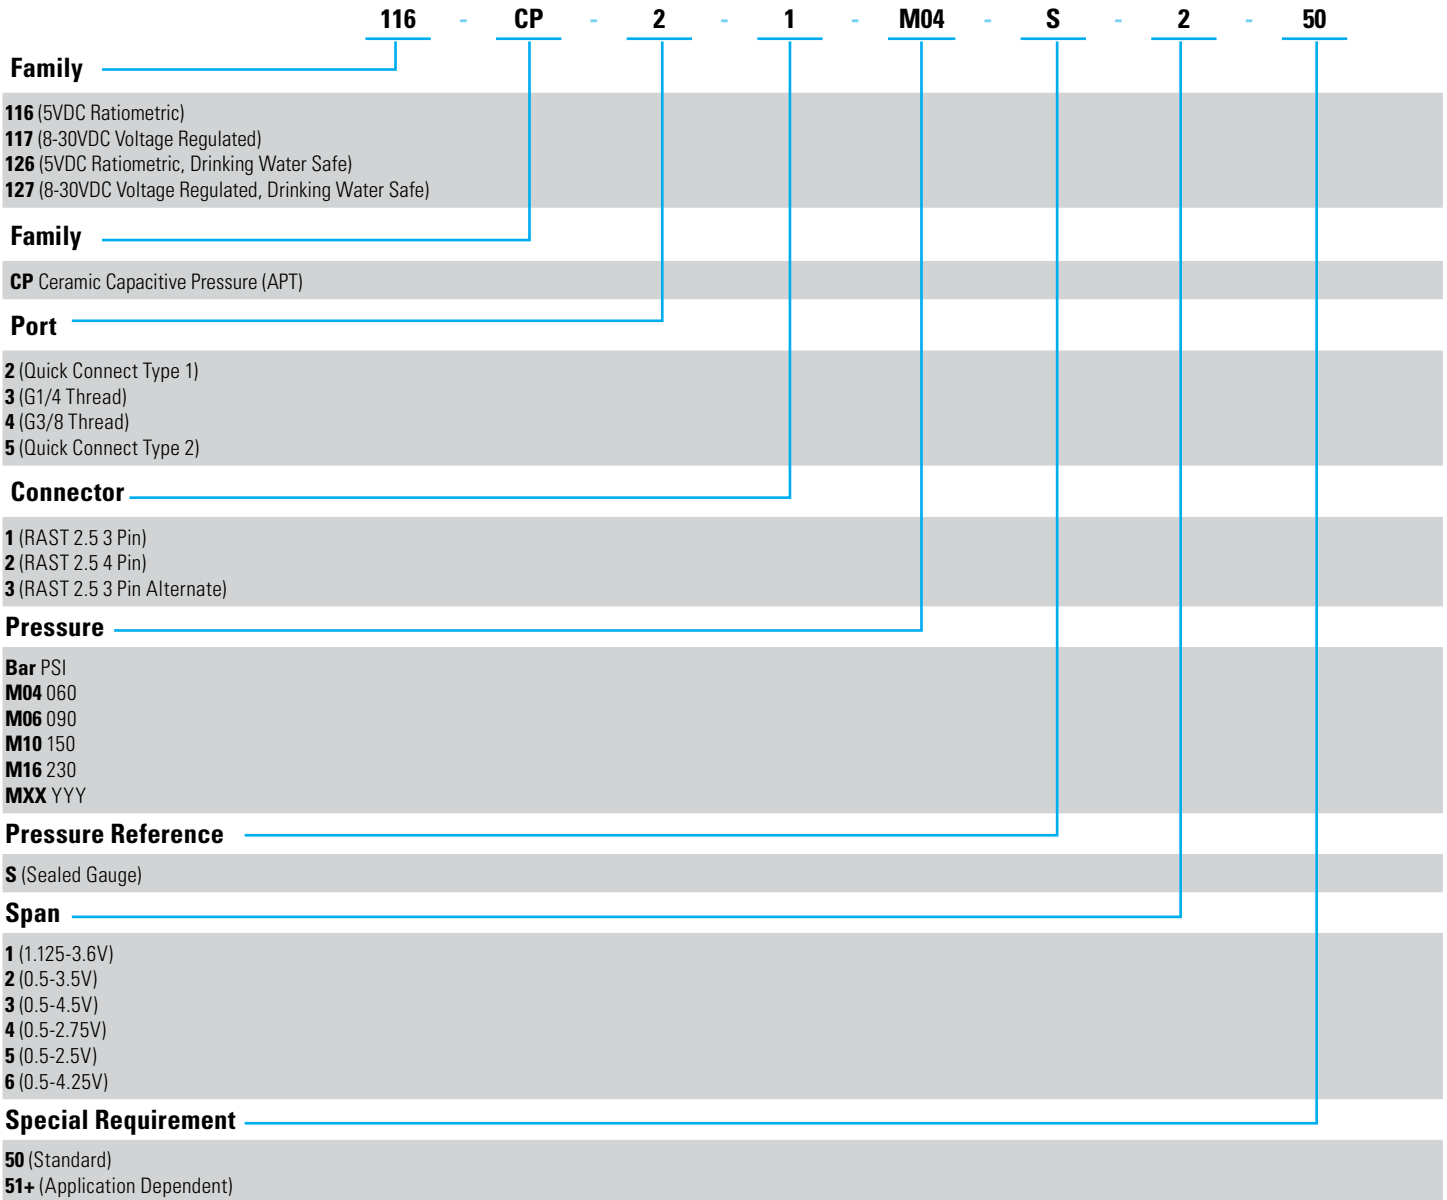 116 - CP - 2 - 1 - M04 - S - 2 - 50
Family
116 (5VDC Ratiometric)
117 (8-30VDC Voltage Regulated)
126 (5VDC Ratiometric, Drinking Water Safe)
127 (8-30VDC Voltage Regulated, Drinking Water Safe)
Family
CP Ceramic Capacitive Pressure (APT)
Port
2 (Quick Connect Type 1)
3 (G1/4 Thread)
4 (G3/8 Thread)
5 (Quick Connect Type 2)
Connector
1 (RAST 2.5 3 Pin)
2 (RAST 2.5 4 Pin)
3 (RAST 2.5 3 Pin Alternate)
Pressure
Bar PSI
M04 060
M06 090
M10 150
M16 230
MXX YYY
Pressure Reference
S (Sealed Gauge)
Span
1 (1.125-3.6V)
2 (0.5-3.5V)
3 (0.5-4.5V)
4 (0.5-2.75V)
5 (0.5-2.5V)
6 (0.5-4.25V)
Special Requirement
50 (Standard)
51+ (Application Dependent)